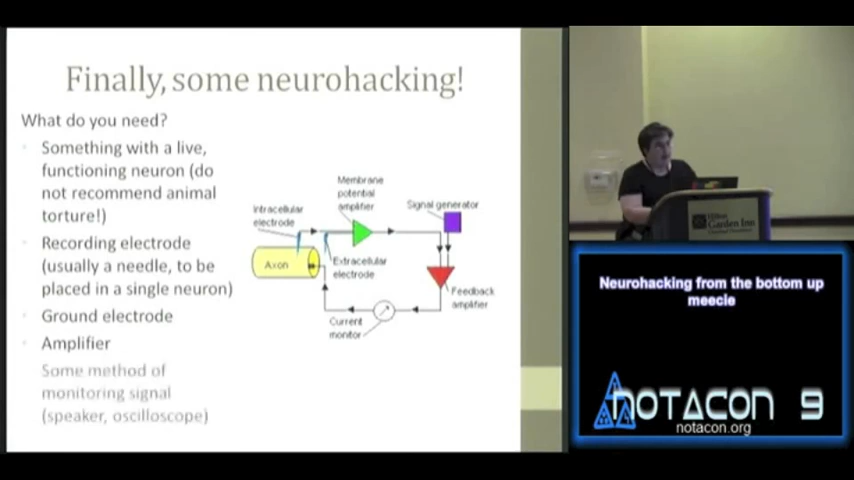 Finally, some neurohacking!
What do you need?
Something with a live,
functioning neuron (do
not recommend animal
torture!)
Recording electrode
(usually a needle, to be
placed in a single neuron)
Ground electrode
Amplifier
Some method of
monitoring signal
(speaker, oscilloscope)
Membrane
potential
amplifier
Signal generator
Intracellular
electrode
Axon
Extracellular
electrode
Feedback
amplifier
Current
monitor
Hilton
Garden Inn
Neurohacking from the bottom up
meecie
NOTACON 9
notacon.org